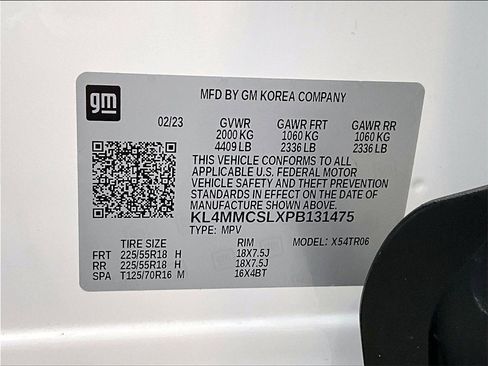 gm
MFD BY GM KOREA COMPANY
02/23 GVWR GAWR FRT GAWR RR
2000 KG 1060 KG 1060 KG
4409 LB 2336 LB 2336 LB
THIS VEHICLE CONFORMS TO ALL
APPLICABLE U.S. FEDERAL MOTOR
VEHICLE SAFETY AND THEFT PREVENTION
STANDARDS IN EFFECT ON THE DATE OF
MANUFACTURE SHOWN ABOVE.
KL4MMCSLXPB131475
TYPE: MPV
TIRE SIZE RIM MODEL: X54TR06
FRT 225/55R18 H 18X7.5J
RR 225/55R18 H 18X7.5J
SPA T125/70R16 M 16X4BT